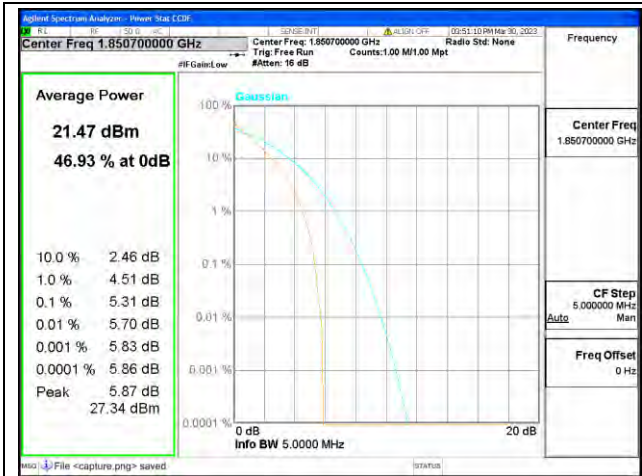 Agilent Spectrum Analyzer - Power Stat CCDF
RL RF 50 Ω AC SENSE:INT ALIGN OFF 03:51:10 PM Mar 30, 2023
Center Freq 1.850700000 GHz
Center Freq: 1.850700000 GHz Radio Std: None
Trig: Free Run Counts:1.00 M/1.00 Mpt
#IFGain:Low #Atten: 16 dB
Frequency
Average Power
21.47 dBm
46.93 % at 0dB
10.0 % 2.46 dB
1.0 % 4.51 dB
0.1 % 5.31 dB
0.01 % 5.70 dB
0.001 % 5.83 dB
0.0001 % 5.86 dB
Peak 5.87 dB
27.34 dBm
Gaussian
100 %
10 %
1 %
0.1 %
0.01 %
0.001 %
0.0001 %
0 dB 20 dB
Info BW 5.0000 MHz
Center Freq
1.850700000 GHz
CF Step
5.000000 MHz
Auto Man
Freq Offset
0 Hz
MSG File <capture.png> saved STATUS